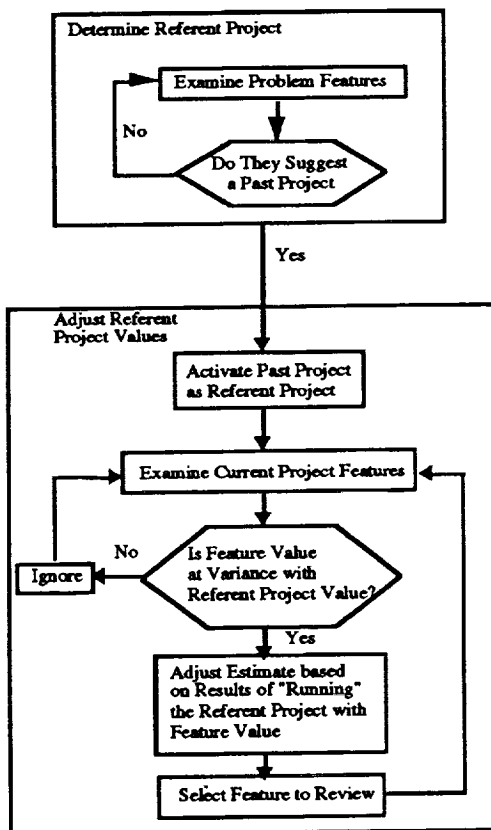 Determine Referent Project
Examine Problem Features
No
Do They Suggest
a Past Project
Yes
Adjust Referent
Project Values
Activate Past Project
as Referent Project
Examine Current Project Features
No
Is Feature Value
at Variance with
Referent Project Value?
Ignore
Yes
Adjust Estimate based
on Results of "Running"
the Referent Project with
Feature Value
Select Feature to Review